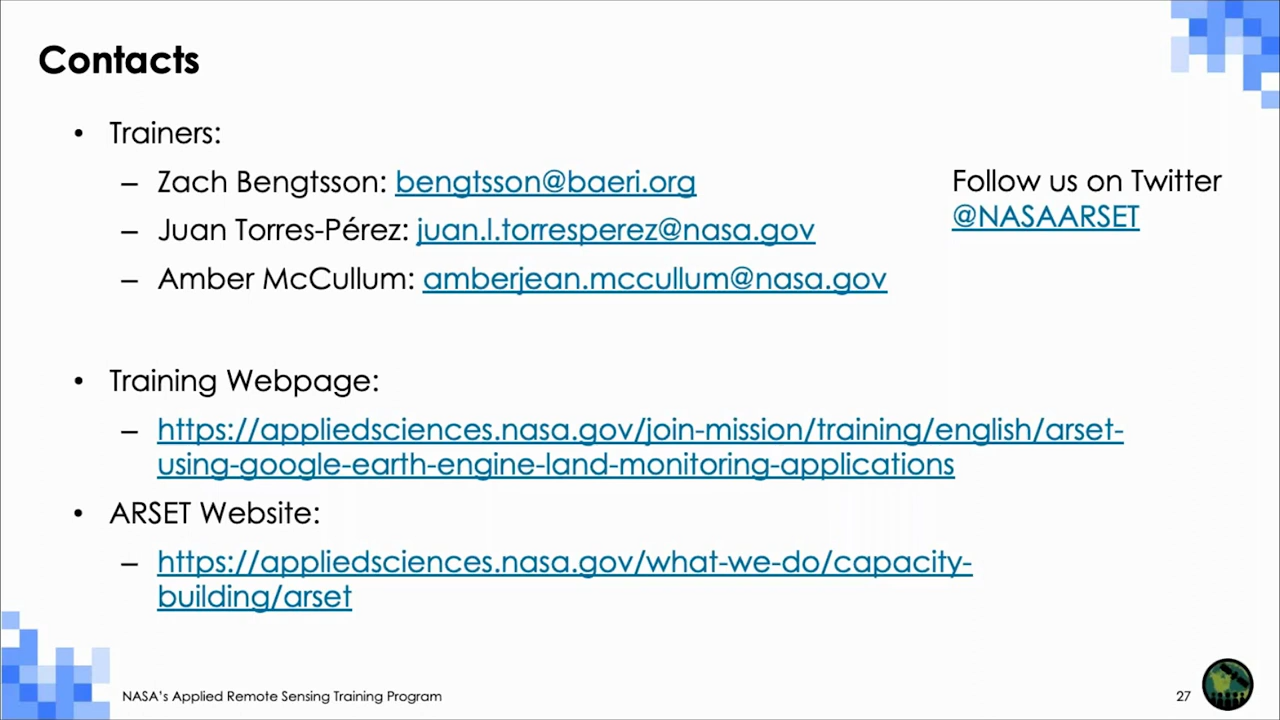 Contacts
• Trainers:
– Zach Bengtsson: bengtsson@baeri.org
– Juan Torres-Pérez: juan.l.torresperez@nasa.gov
– Amber McCullum: amberjean.mccullum@nasa.gov
Follow us on Twitter
@NASAARSET
• Training Webpage:
– https://appliedsciences.nasa.gov/join-mission/training/english/arset-
using-google-earth-engine-land-monitoring-applications
• ARSET Website:
– https://appliedsciences.nasa.gov/what-we-do/capacity-
building/arset
NASA's Applied Remote Sensing Training Program
27